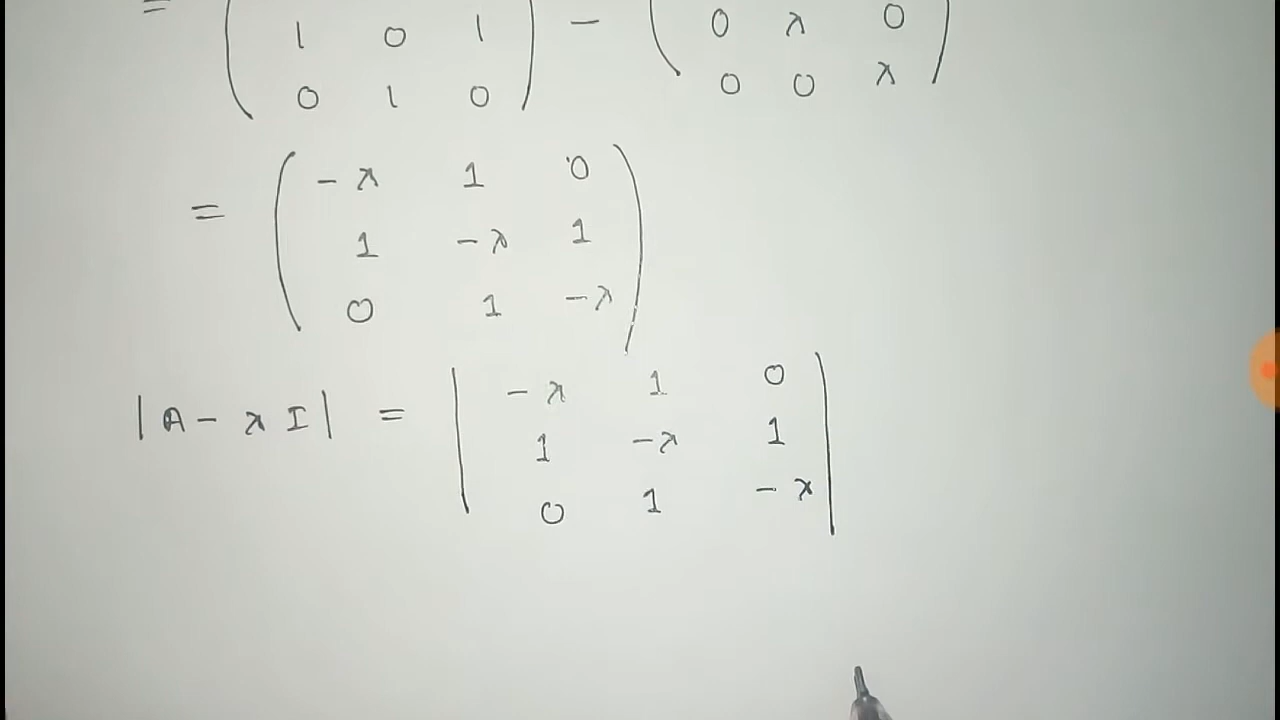 = ( 1 0 1 ) - ( 0 λ 0 )
0 1 0 0 0 λ
- λ 1 0
= ( 1 - λ 1 )
0 1 - λ
- λ 1 0
|A - λ I| = | 1 - λ 1 |
0 1 - λ